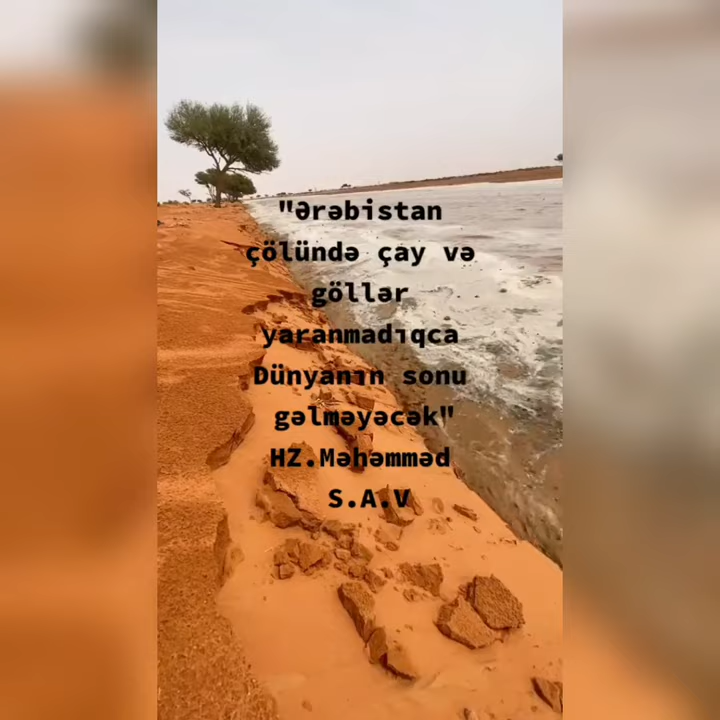 "Ərəbistan
çölündə çay və
göllər
yaranmadıqca
Dünyanın sonu
gəlməyəcək"
HZ.Məhəmməd
S.A.V